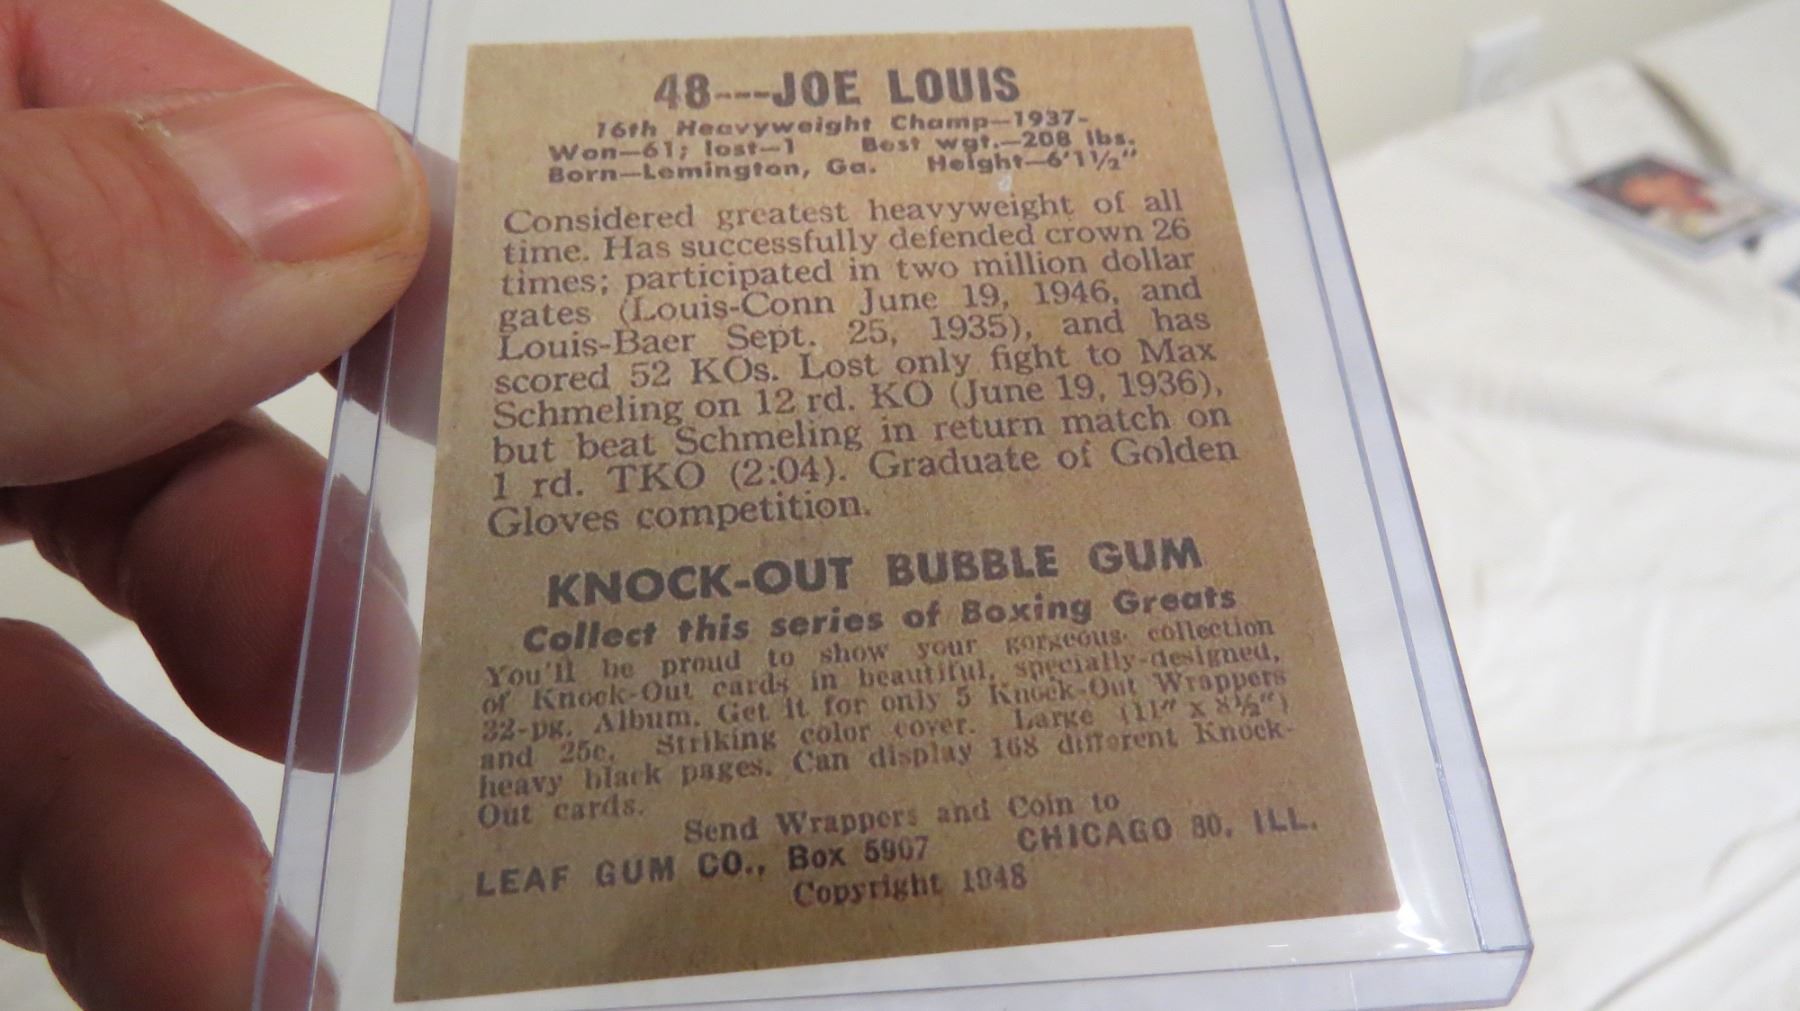 48---JOE LOUIS
16th Heavyweight Champ—1937-
Won—61; lost—1 Best wgt.—208 lbs.
Born—Lemington, Ga. Height—6'1½"
Considered greatest heavyweight of all
time. Has successfully defended crown 26
times; participated in two million dollar
gates (Louis-Conn June 19, 1946, and
Louis-Baer Sept. 25, 1935), and has
scored 52 KOs. Lost only fight to Max
Schmeling on 12 rd. KO (June 19, 1936),
but beat Schmeling in return match on
1 rd. TKO (2:04). Graduate of Golden
Gloves competition.
KNOCK-OUT BUBBLE GUM
Collect this series of Boxing Greats
You'll be proud to show your gorgeous collection
of Knock-Out cards in beautiful, specially-designed,
32-pg. Album. Get it for only 5 Knock-Out Wrappers
and 25c. Striking color cover. Large (11" x 8½")
heavy black pages. Can display 168 different Knock-
Out cards.
Send Wrappers and Coin to
LEAF GUM CO., Box 5907 CHICAGO 80, ILL.
Copyright 1948